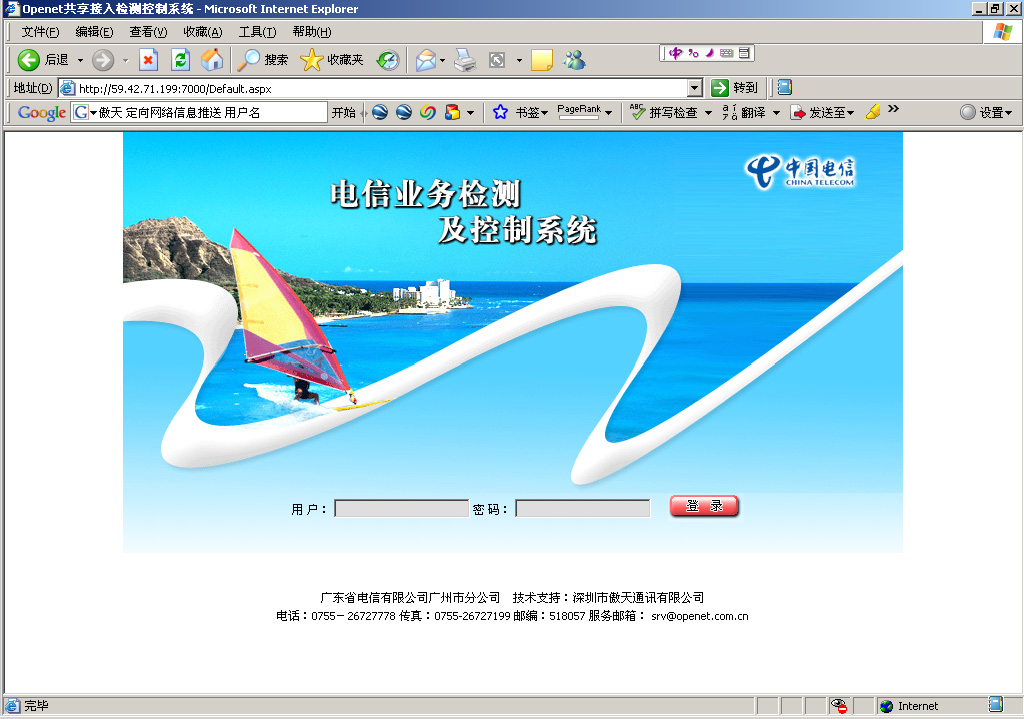 Openet共享接入检测控制系统 - Microsoft Internet Explorer
文件(F) 编辑(E) 查看(V) 收藏(A) 工具(T) 帮助(H)
后退 搜索 收藏夹 中
地址(D) http://59.42.71.199:7000/Default.aspx 转到
Google G 傲天 定向网络信息推送 用户名 开始 书签 PageRank ABC 拼写检查 翻译 发送至 » 设置
中国电信
CHINA TELECOM
电信业务检测
及控制系统
用户： 密码： 登 录
广东省电信有限公司广州市分公司 技术支持：深圳市傲天通讯有限公司
电话：0755－26727778 传真：0755-26727199 邮编：518057 服务邮箱： srv@openet.com.cn
完毕 Internet